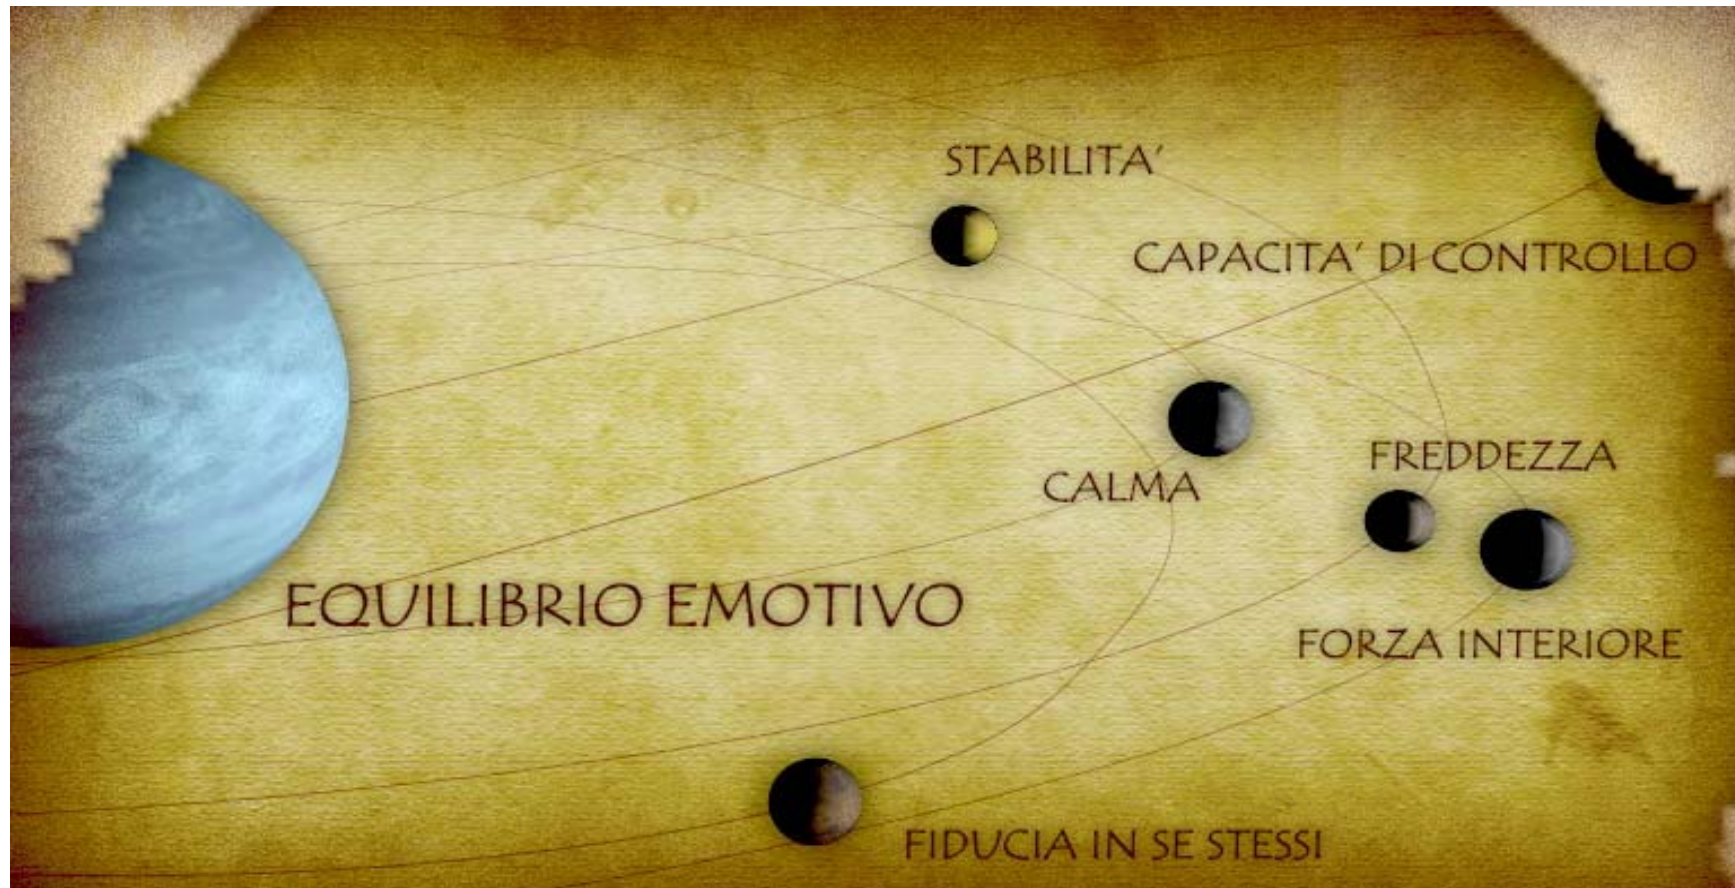 STABILITA'
CAPACITA' DI CONTROLLO
FREDDEZZA
CALMA
EQUILIBRIO EMOTIVO
FORZA INTERIORE
FIDUCIA IN SE STESSI